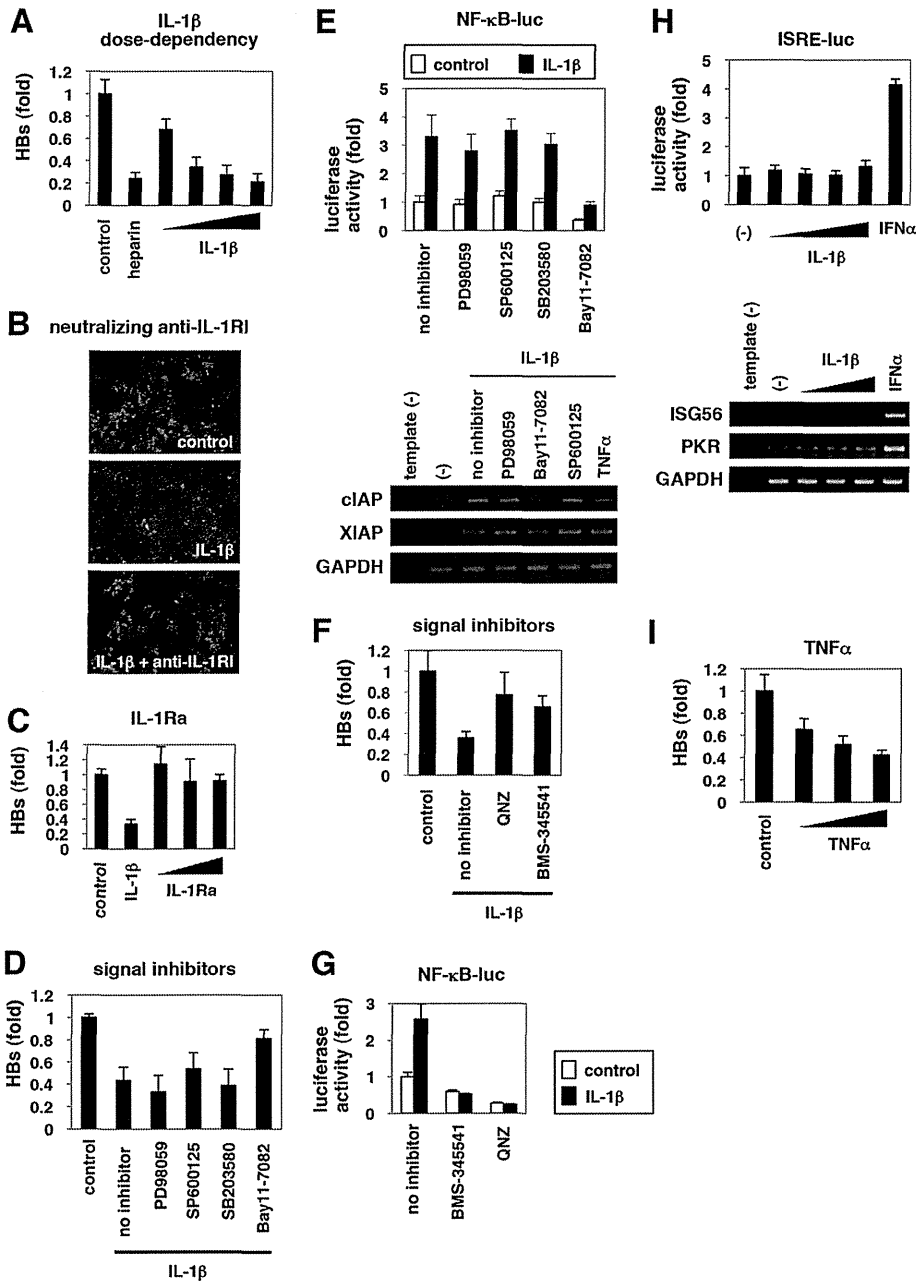 A
IL-1β
dose-dependency
HBs (fold)
1.2
1
0.8
0.6
0.4
0.2
0
control
heparin
IL-1β
B
neutralizing anti-IL-1RI
control
IL-1β
IL-1β + anti-IL-1RI
C
IL-1Ra
HBs (fold)
1.4
1.2
1
0.8
0.6
0.4
0.2
0
control
IL-1β
IL-1Ra
D
signal inhibitors
HBs (fold)
1.2
1
0.8
0.6
0.4
0.2
0
control
no inhibitor
PD98059
SP600125
SB203580
Bay11-7082
IL-1β
E
NF-κB-luc
control
IL-1β
luciferase
activity (fold)
5
4
3
2
1
0
no inhibitor
PD98059
SP600125
SB203580
Bay11-7082
IL-1β
template (-)
(-)
no inhibitor
PD98059
Bay11-7082
SP600125
TNFα
cIAP
XIAP
GAPDH
F
signal inhibitors
HBs (fold)
1.2
1
0.8
0.6
0.4
0.2
0
control
no inhibitor
QNZ
BMS-345541
IL-1β
G
NF-κB-luc
luciferase
activity (fold)
3
2
1
0
no inhibitor
BMS-345541
QNZ
control
IL-1β
H
ISRE-luc
luciferase
activity (fold)
5
4
3
2
1
0
(-)
IFNα
IL-1β
template (-)
(-)
IL-1β
IFNα
ISG56
PKR
GAPDH
I
TNFα
HBs (fold)
1.2
1
0.8
0.6
0.4
0.2
0
control
TNFα